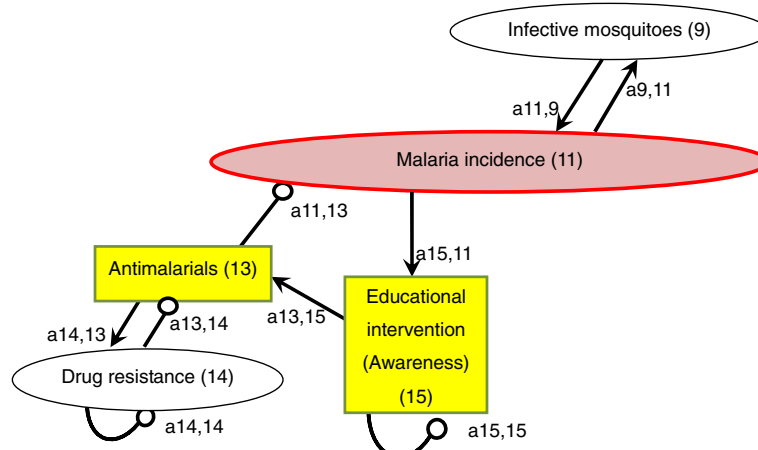 Infective mosquitoes (9)
a11,9
a9,11
Malaria incidence (11)
a11,13
a15,11
Antimalarials (13)
Educational
intervention
(Awareness)
(15)
a13,15
a14,13
a13,14
Drug resistance (14)
a14,14
a15,15